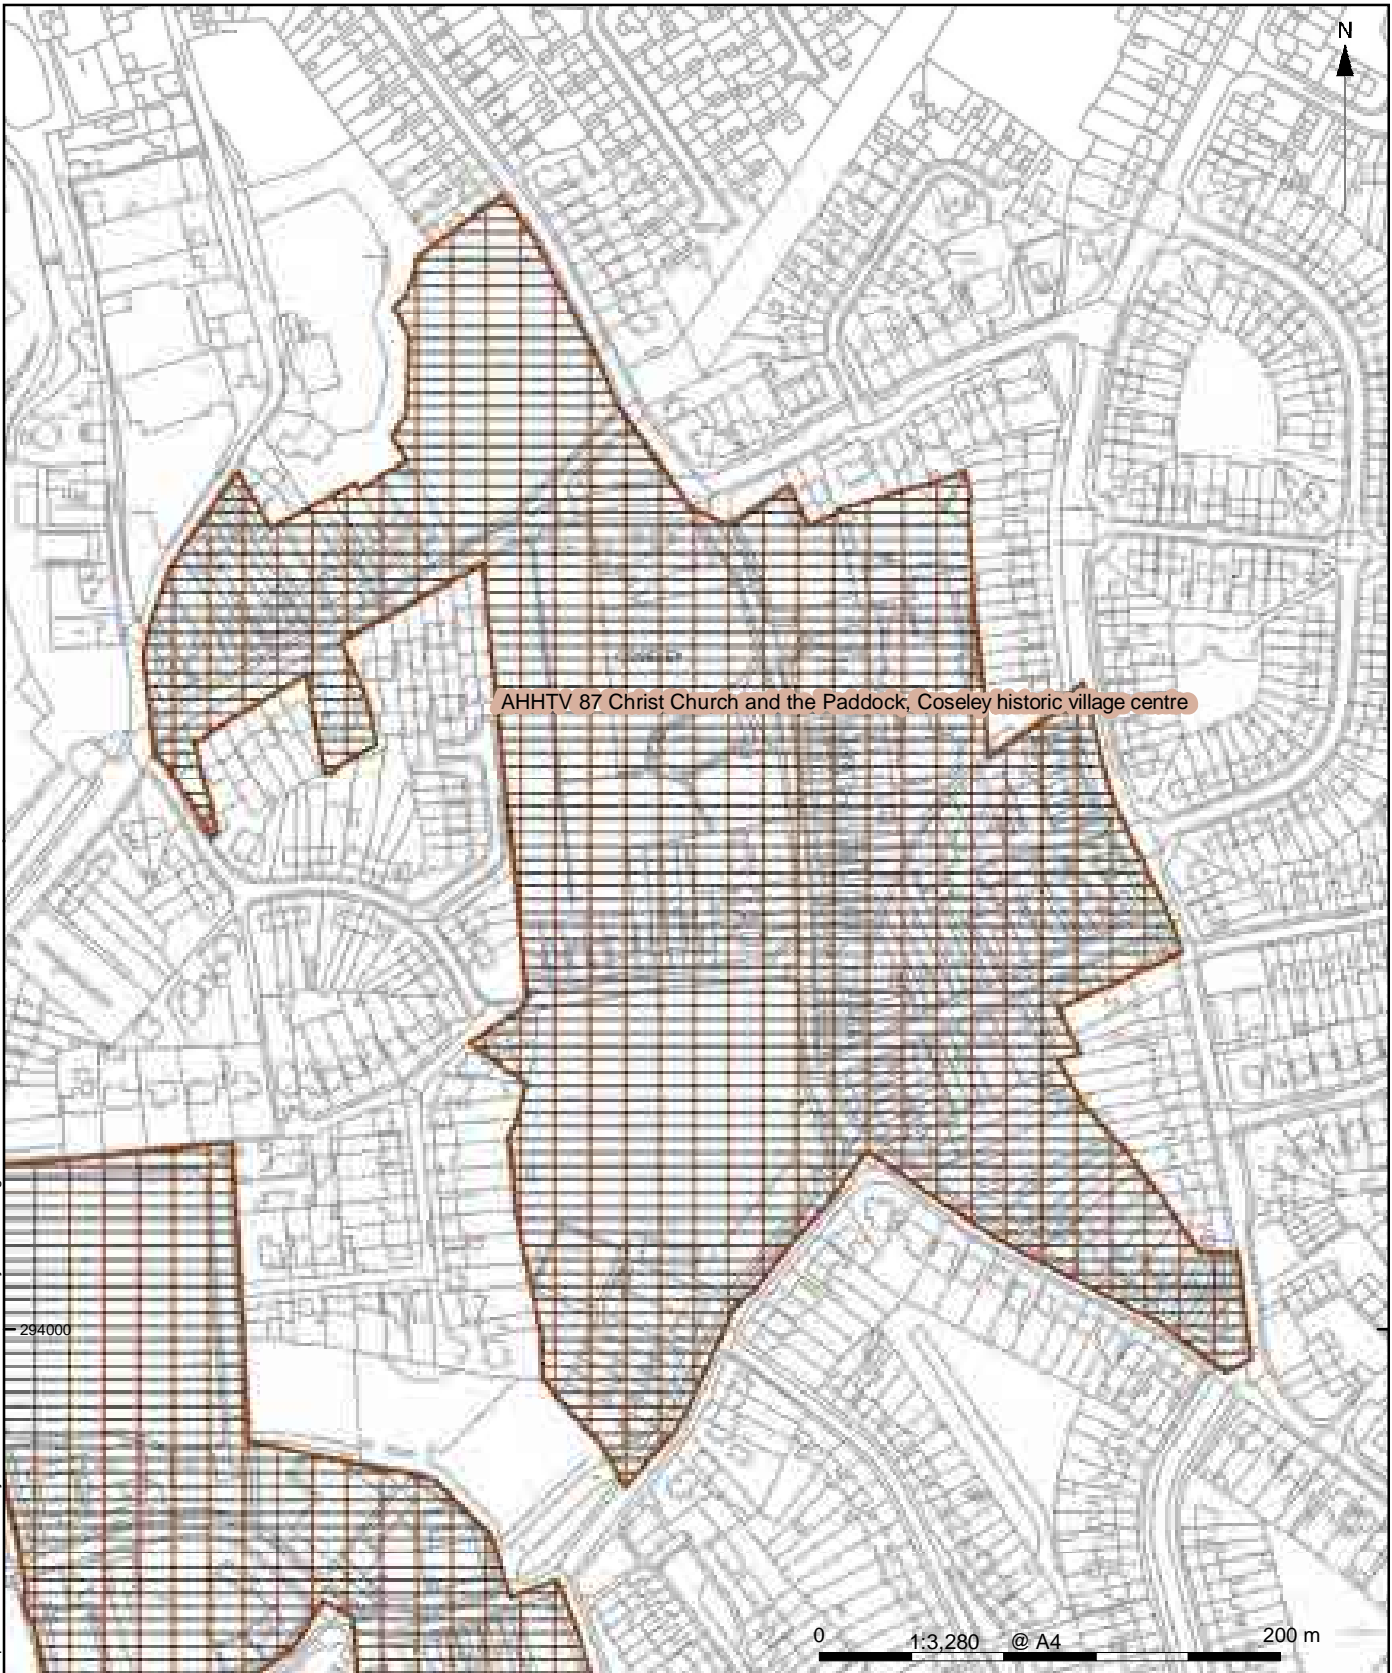 N
AHHTV 87 Christ Church and the Paddock, Coseley historic village centre
294000
0 1:3,280 @ A4 200 m